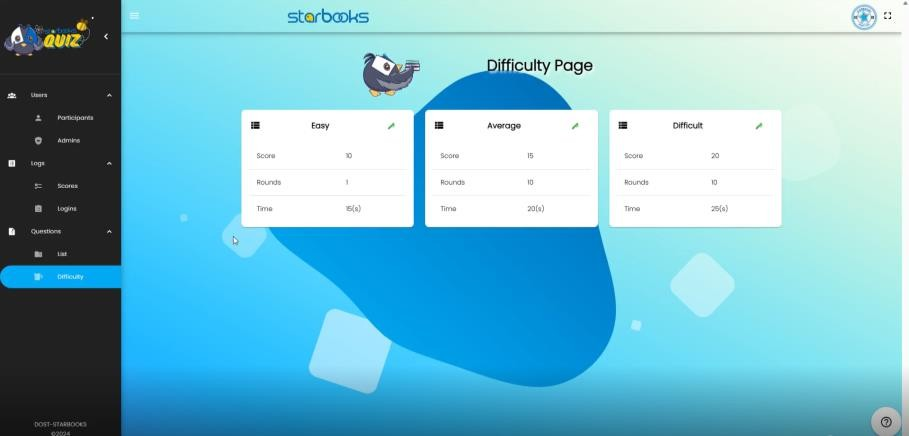 starbooks
QUIZ
starbooks
Users
Participants
Admins
Logs
Scores
Logins
Questions
List
Difficulty
DOST-STARBOOKS
©2024
Difficulty Page
Easy
Score 10
Rounds 1
Time 15(s)
Average
Score 15
Rounds 10
Time 20(s)
Difficult
Score 20
Rounds 10
Time 25(s)